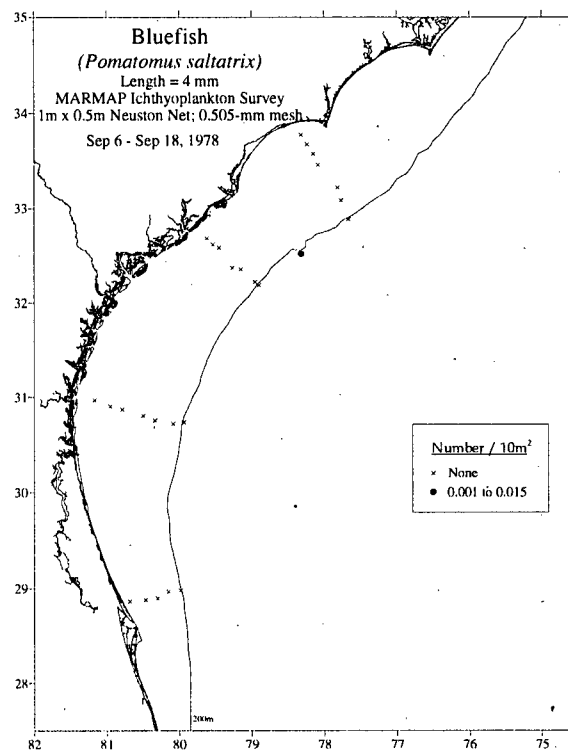 Bluefish
(Pomatomus saltatrix)
Length = 4 mm
MARMAP Ichthyoplankton Survey
1m x 0.5m Neuston Net; 0.505-mm mesh
Sep 6 - Sep 18, 1978
35
34
33
32
31
30
29
28
Number / 10m²
× None
● 0.001 to 0.015
200m
82 81 80 79 78 77 76 75